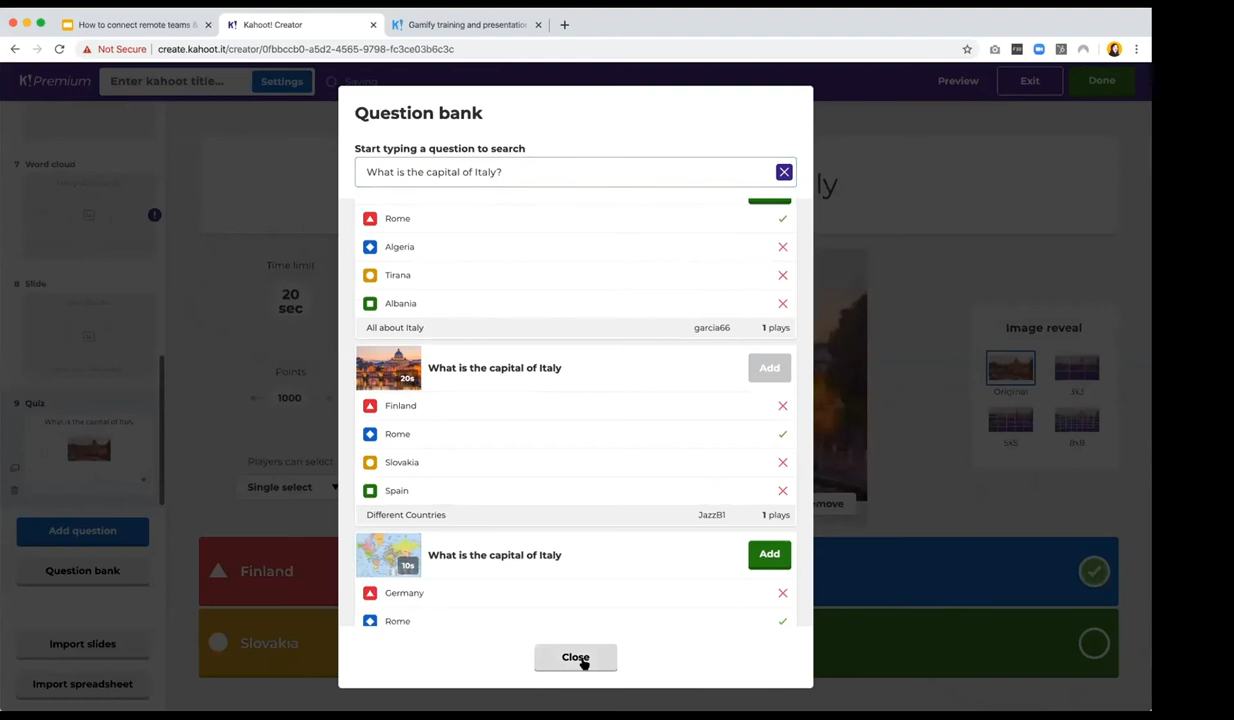 How to connect remote teams &
Kahoot! Creator
Gamify training and presentation
Not Secure
create.kahoot.it/creator/0fbbccb0-a5d2-4565-9798-fc3ce03b6c3c
K! Premium
Enter kahoot title...
Settings
Saving
Preview
Exit
Done
Question bank
Start typing a question to search
What is the capital of Italy?
Rome
Algeria
Tirana
Albania
All about Italy
garcia66
1 plays
20s
What is the capital of Italy
Add
Finland
Rome
Slovakia
Spain
Different Countries
JazzB1
1 plays
10s
What is the capital of Italy
Add
Germany
Rome
Close
7 Word cloud
8 Slide
9 Quiz
What is the capital of Italy
Add question
Question bank
Import slides
Import spreadsheet
Time limit
20
sec
Points
1000
Players can select
Single select
Image reveal
Original
3x3
5x5
8x8
Finland
Slovakia